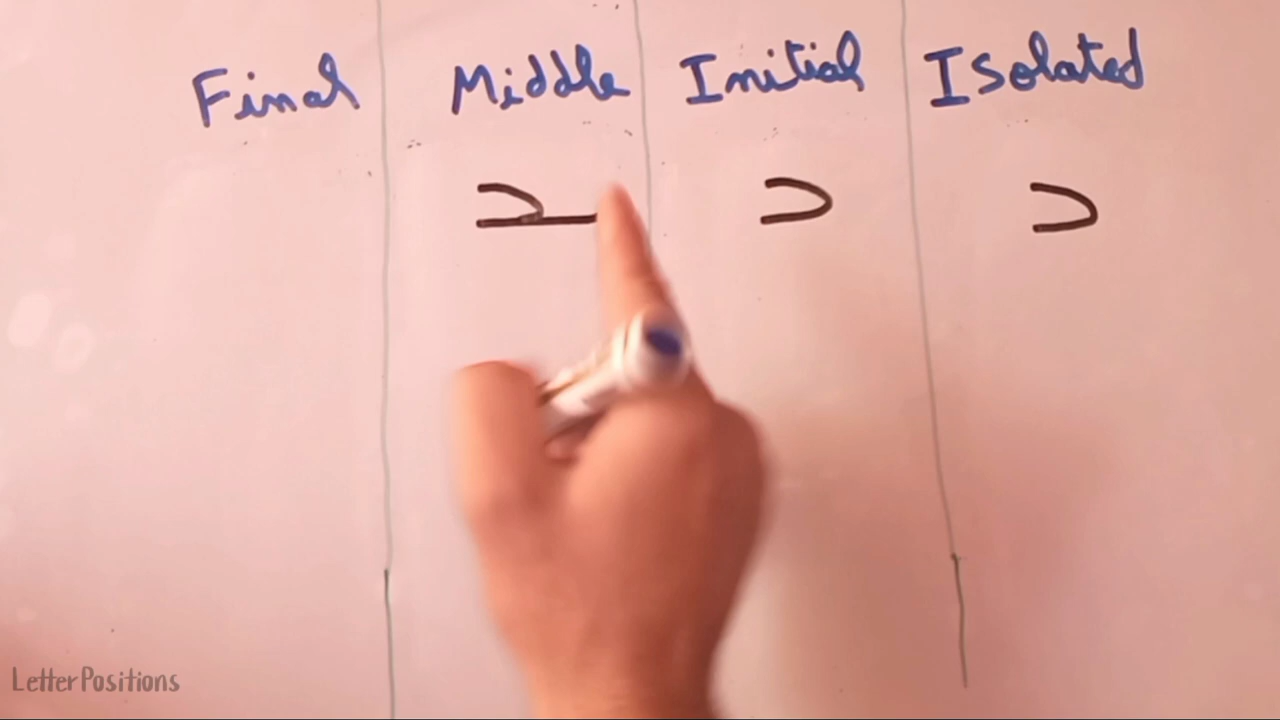 Final Middle Initial Isolated
ـد د د
LetterPositions